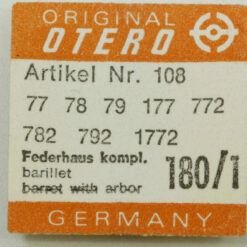 ORIGINAL
OTERO
Artikel Nr. 108
77 78 79 177 772
782 792 1772
Federhaus kompl.
barillet
barret with arbor
180/1
GERMANY